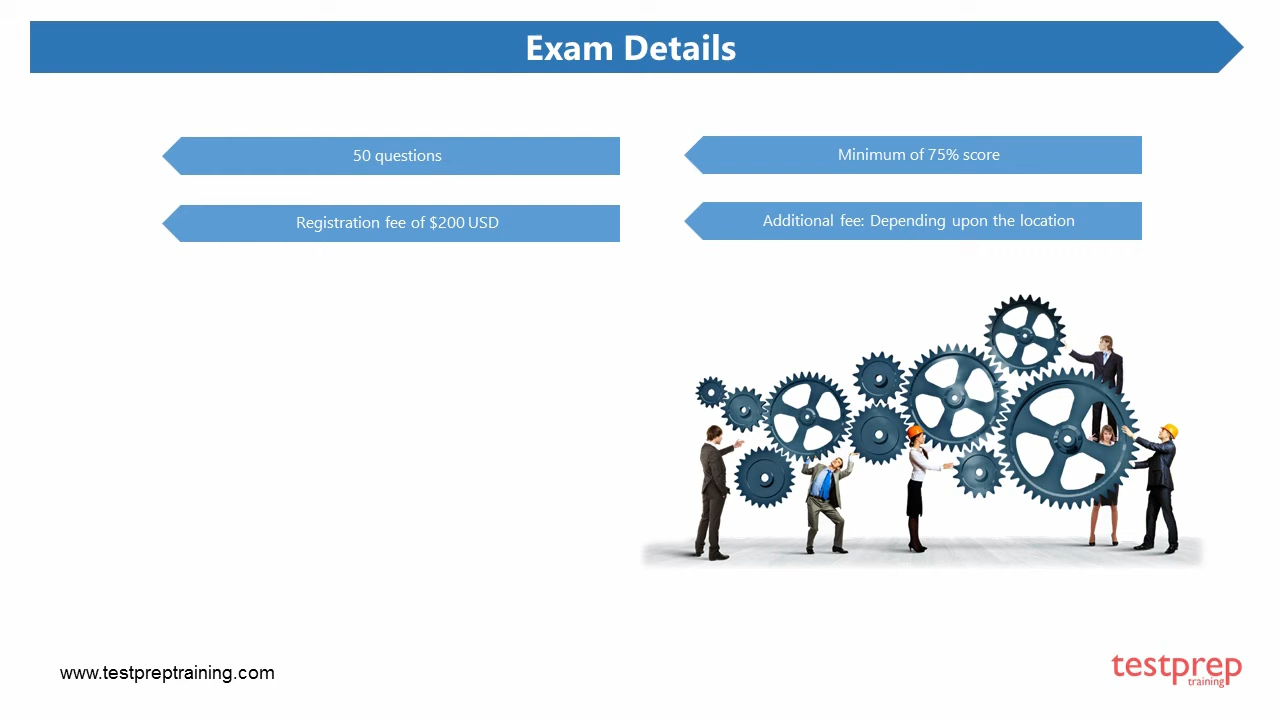 Exam Details
50 questions
Minimum of 75% score
Registration fee of $200 USD
Additional fee: Depending upon the location
www.testpreptraining.com
testprep
training